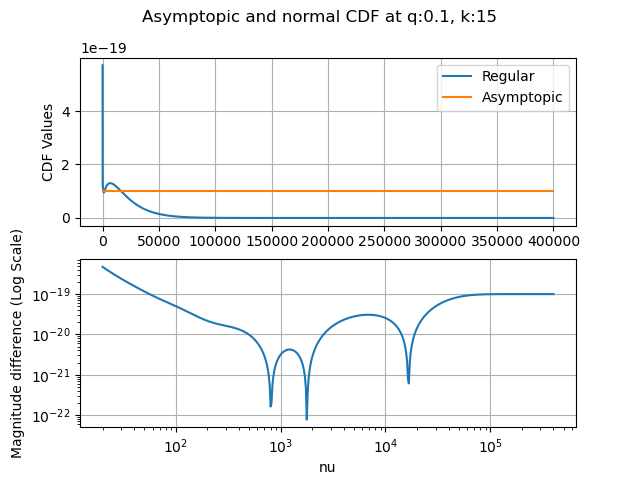 Asymptopic and normal CDF at q:0.1, k:15
1e−19
Regular
Asymptopic
CDF Values
4
2
0
0 50000 100000 150000 200000 250000 300000 350000 400000
Magnitude difference (Log Scale)
10^−19
10^−20
10^−21
10^−22
10^2 10^3 10^4 10^5
nu